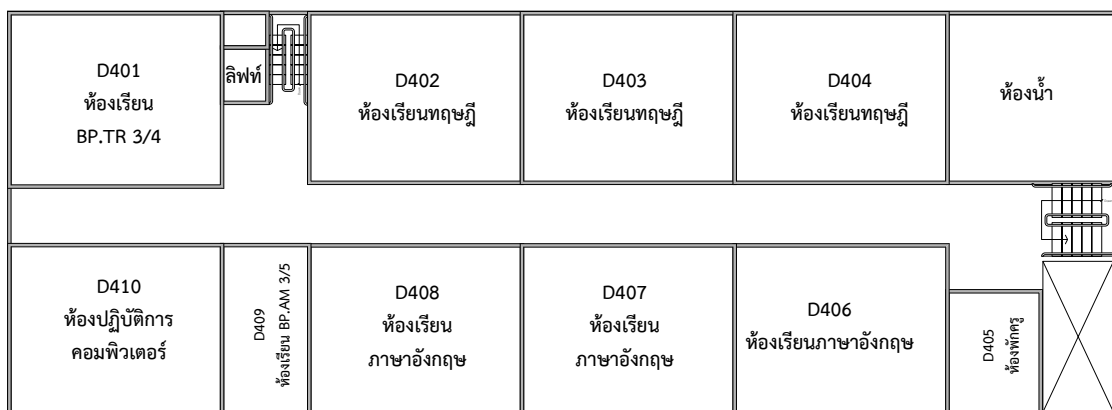 D401
ห้องเรียน
BP.TR 3/4
ลิฟท์
D402
ห้องเรียนทฤษฎี
D403
ห้องเรียนทฤษฎี
D404
ห้องเรียนทฤษฎี
ห้องน้ำ
D410
ห้องปฏิบัติการ
คอมพิวเตอร์
D409
ห้องเรียน BP.AM 3/5
D408
ห้องเรียน
ภาษาอังกฤษ
D407
ห้องเรียน
ภาษาอังกฤษ
D406
ห้องเรียนภาษาอังกฤษ
D405
ห้องพักครู